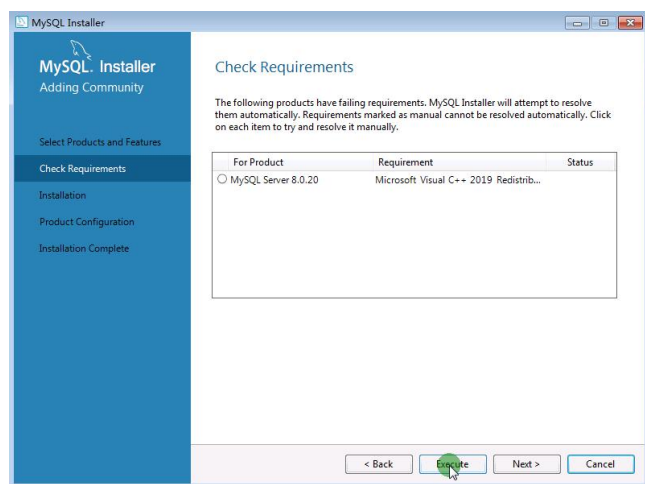 MySQL Installer
MySQL. Installer
Adding Community
Select Products and Features
Check Requirements
Installation
Product Configuration
Installation Complete
Check Requirements
The following products have failing requirements. MySQL Installer will attempt to resolve
them automatically. Requirements marked as manual cannot be resolved automatically. Click
on each item to try and resolve it manually.
For Product Requirement Status
MySQL Server 8.0.20 Microsoft Visual C++ 2019 Redistrib...
< Back Execute Next > Cancel